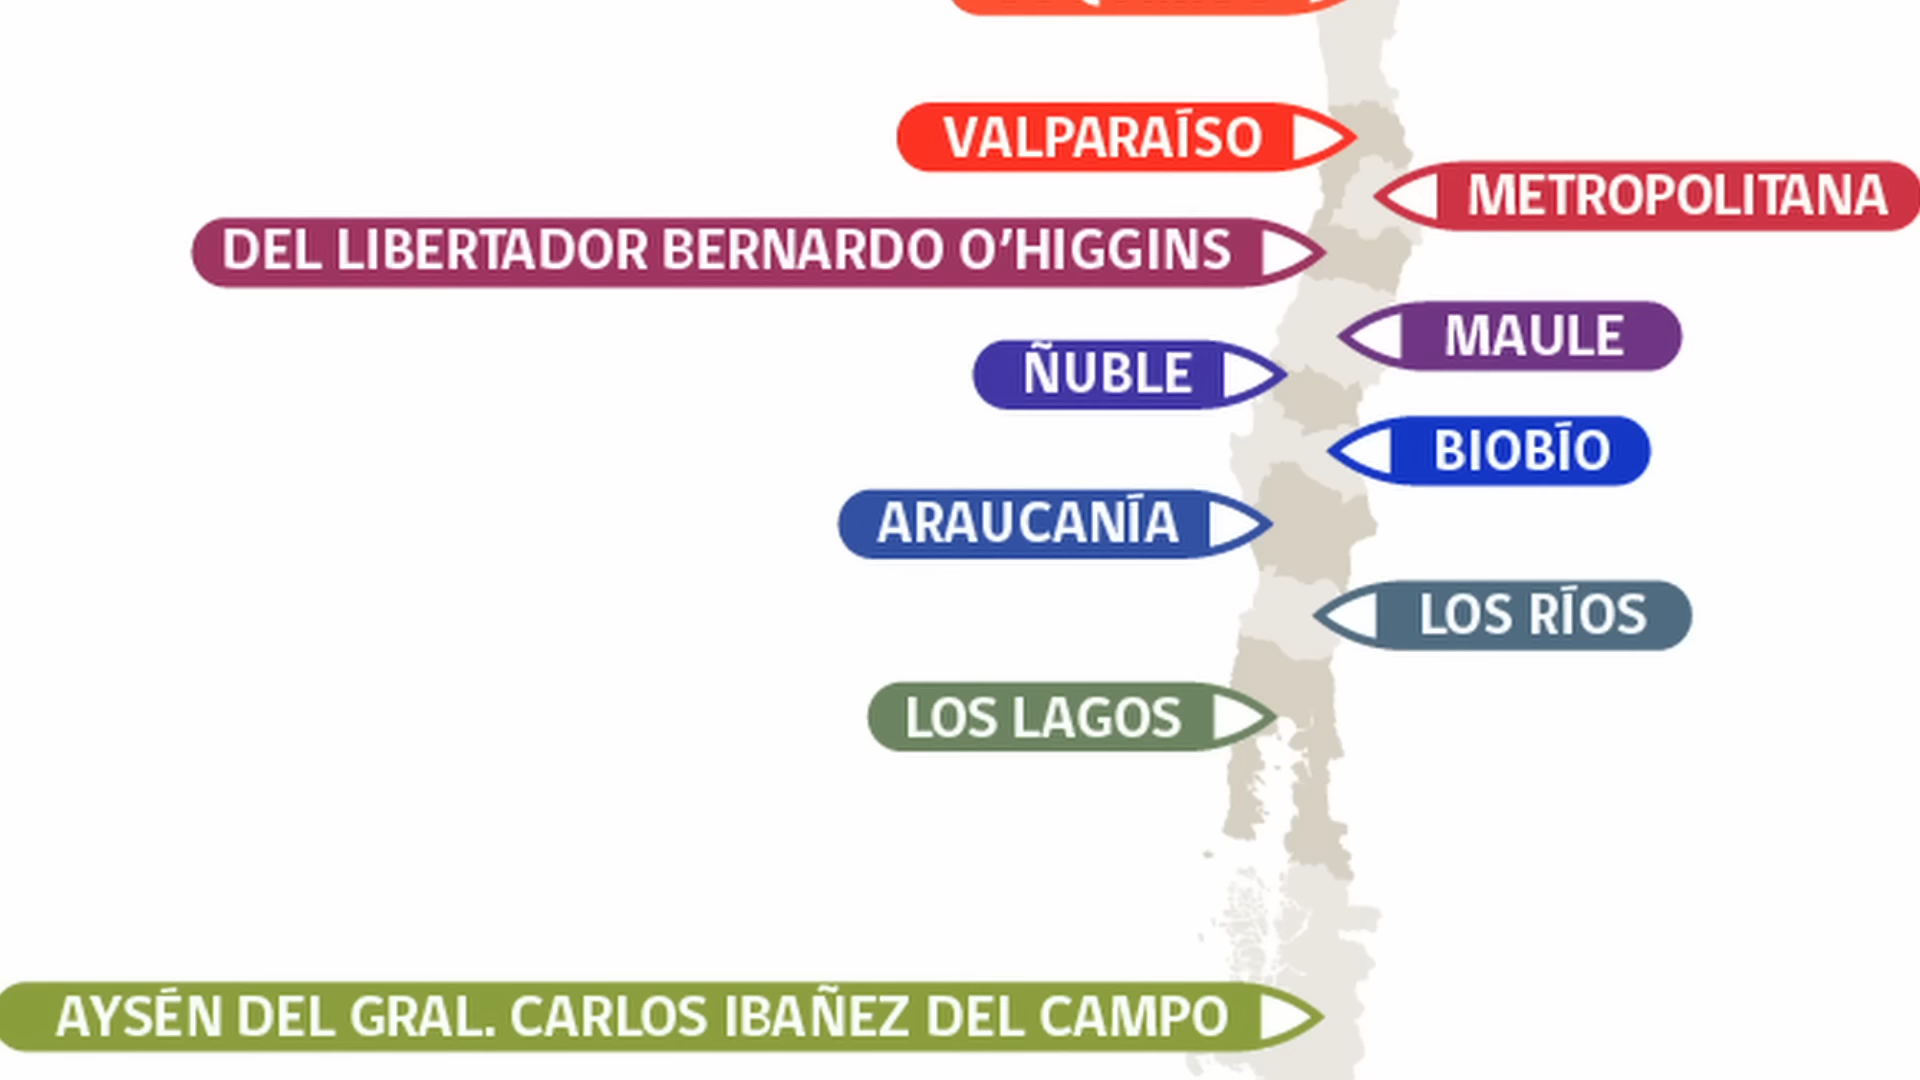 VALPARAÍSO
METROPOLITANA
DEL LIBERTADOR BERNARDO O’HIGGINS
MAULE
ÑUBLE
BIOBÍO
ARAUCANÍA
LOS RÍOS
LOS LAGOS
AYSÉN DEL GRAL. CARLOS IBAÑEZ DEL CAMPO